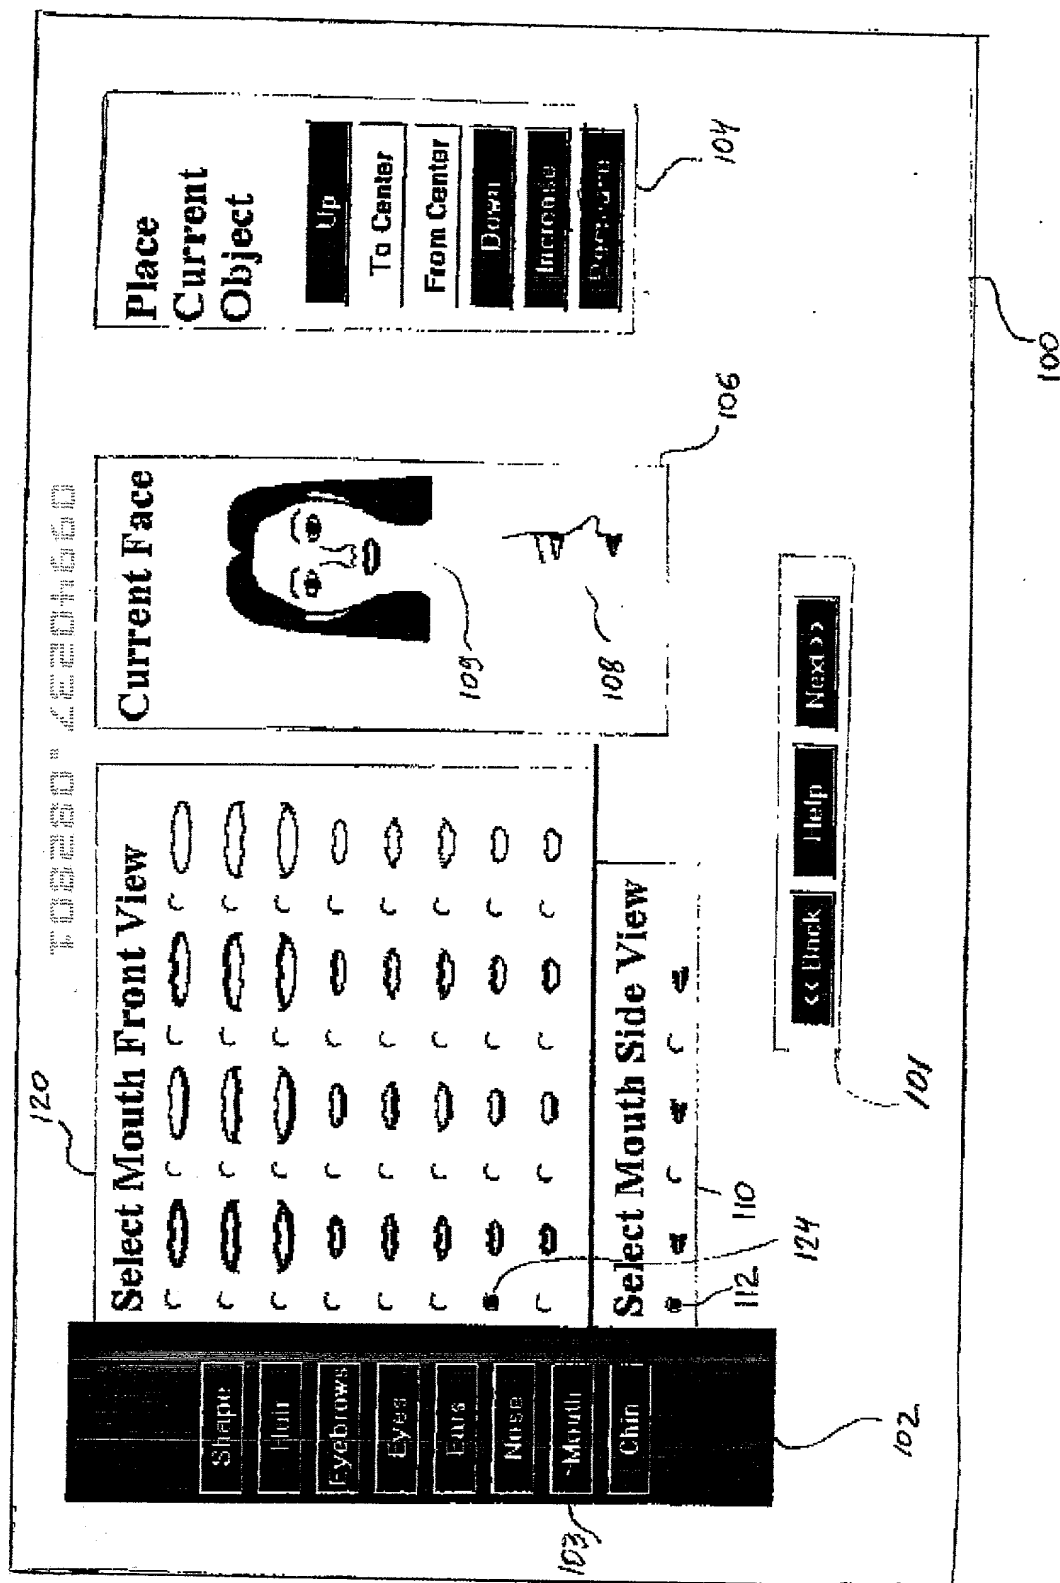 Select Mouth Front View
Select Mouth Side View
Current Face
Place
Current
Object
Up
To Center
From Center
Down
Increase
Decrease
Shape
Hair
Eyebrows
Eyes
Ears
Nose
Mouth
Chin
<< Back
Help
Next >>
120
106
104
109
108
110
112
124
101
102
103
100